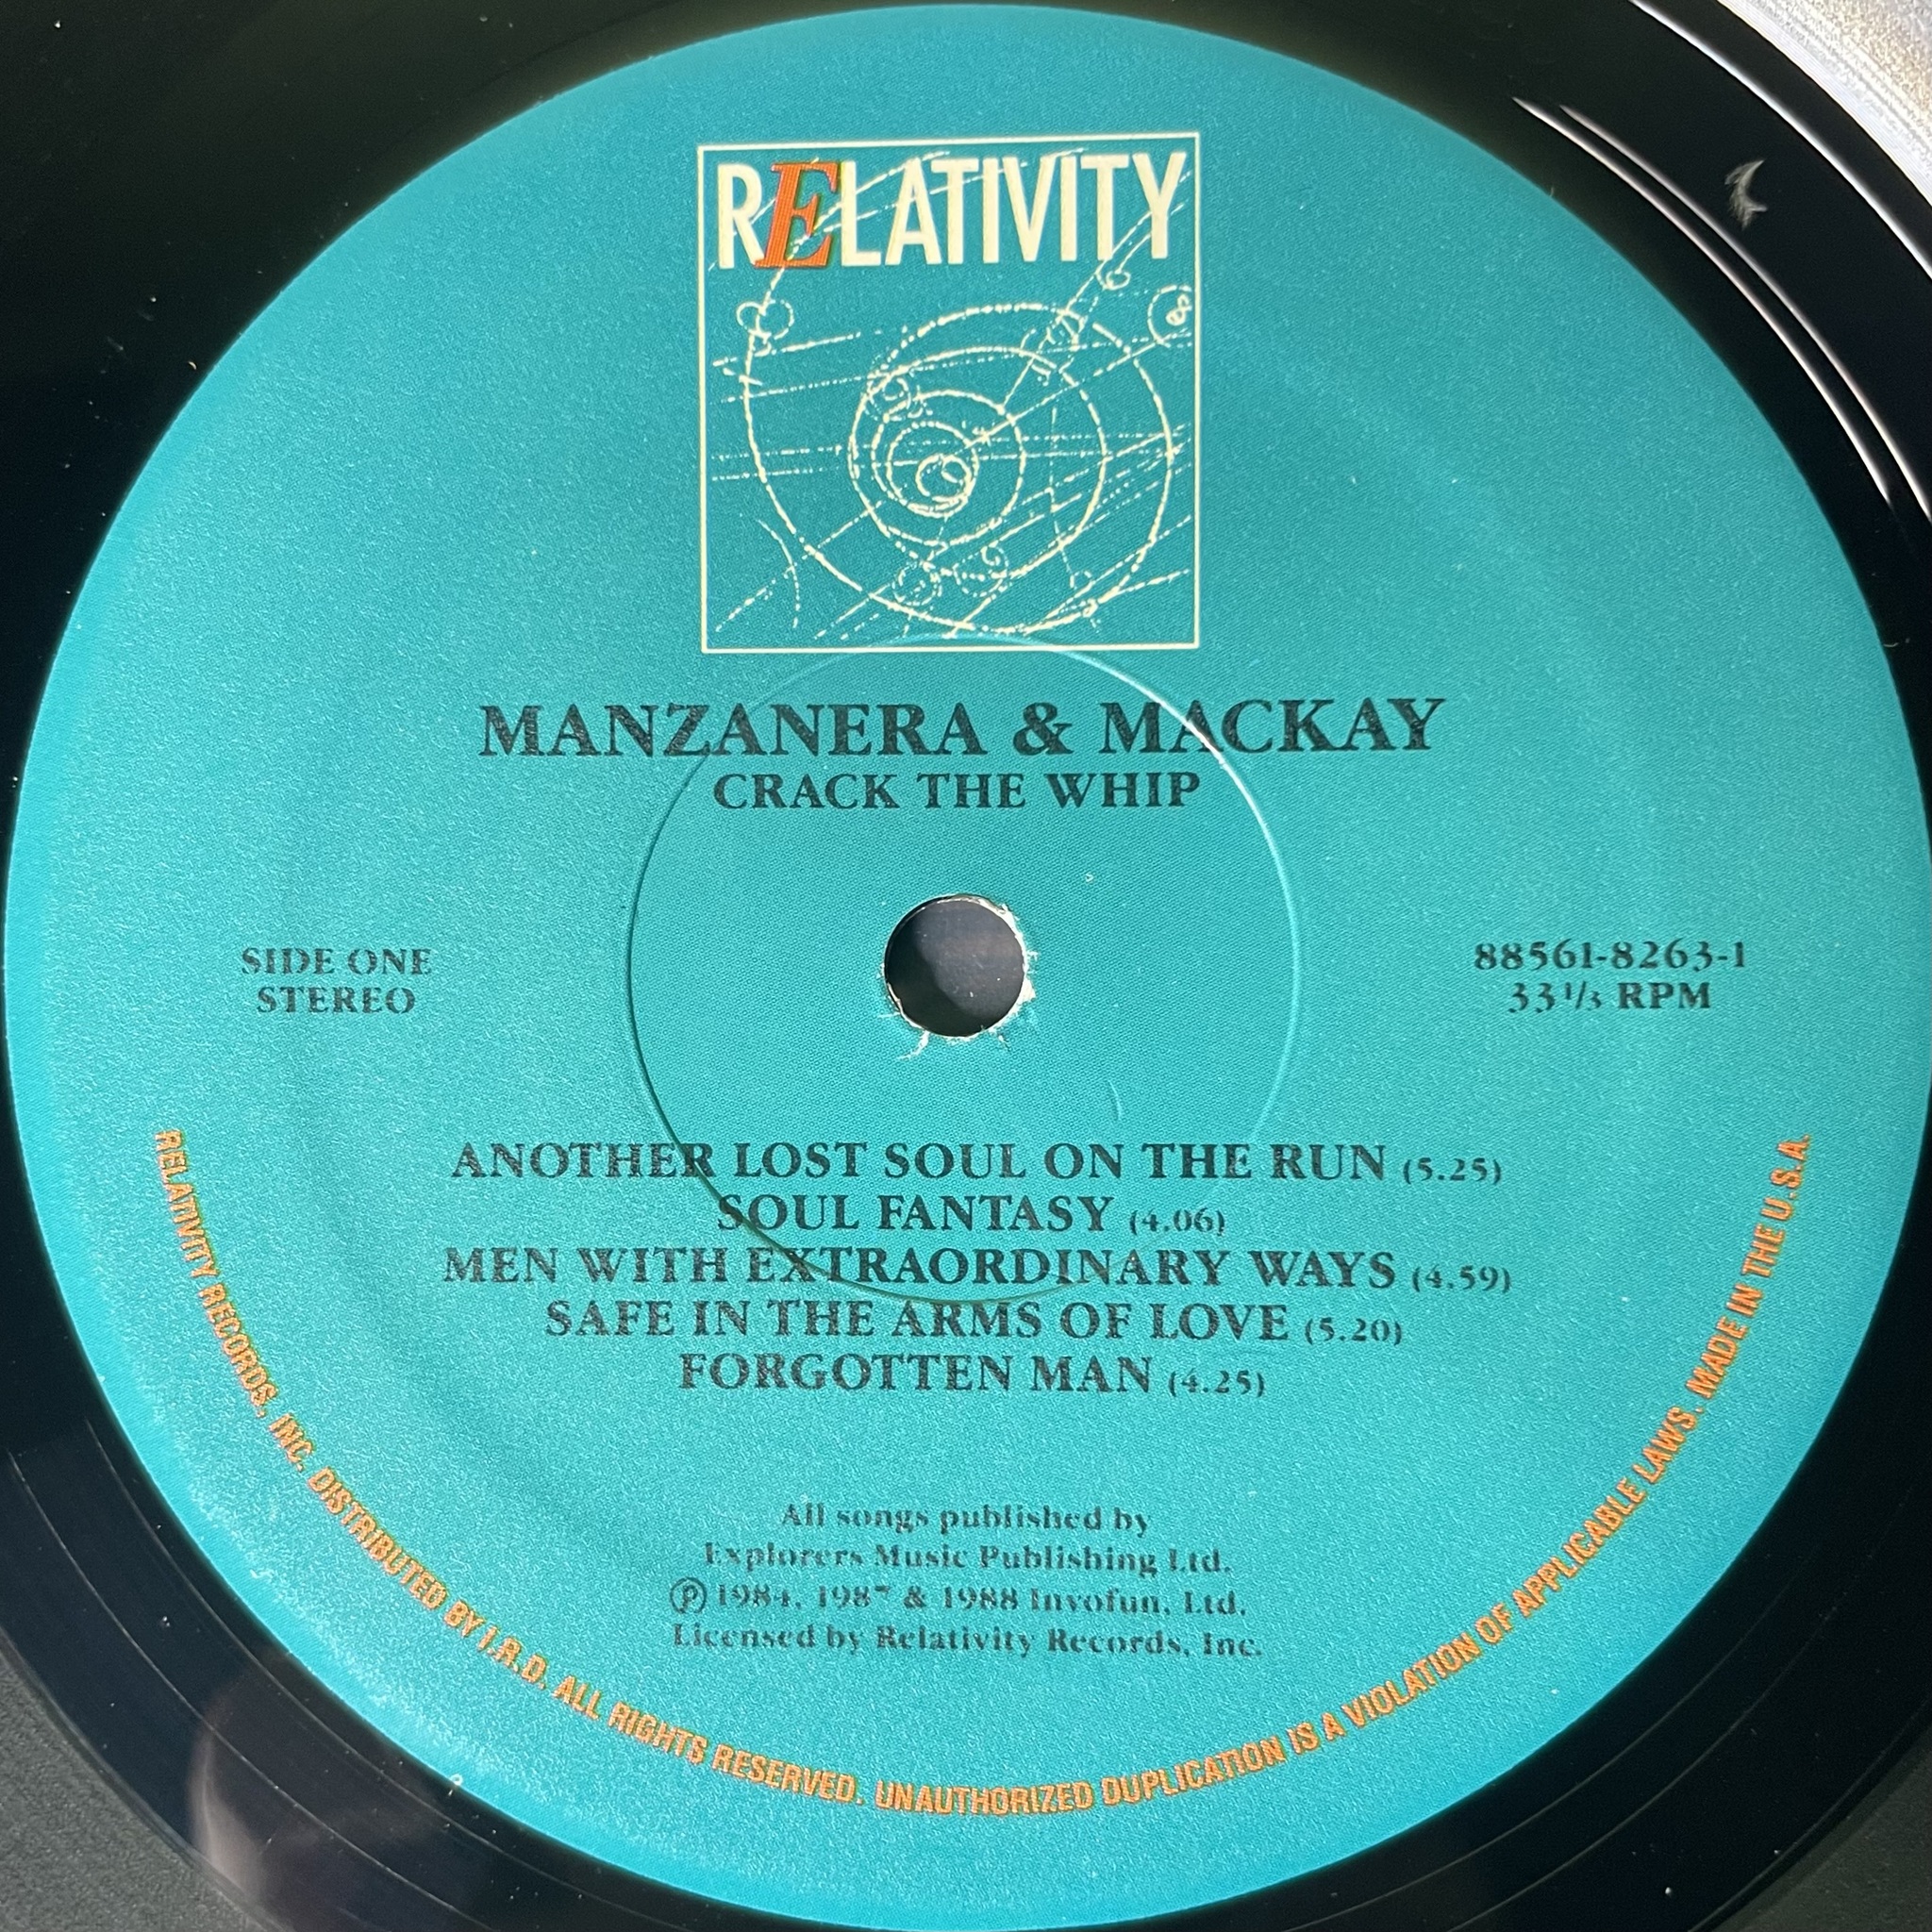 RELATIVITY
MANZANERA & MACKAY
CRACK THE WHIP
SIDE ONE
STEREO
88561-8263-1
33 1/3 RPM
ANOTHER LOST SOUL ON THE RUN (5.25)
SOUL FANTASY (4.06)
MEN WITH EXTRAORDINARY WAYS (4.59)
SAFE IN THE ARMS OF LOVE (5.20)
FORGOTTEN MAN (4.25)
All songs published by
Explorers Music Publishing Ltd.
℗ 1984, 1987 & 1988 Invofun, Ltd.
Licensed by Relativity Records, Inc.
RELATIVITY RECORDS, INC. DISTRIBUTED BY I.R.D. ALL RIGHTS RESERVED. UNAUTHORIZED DUPLICATION IS A VIOLATION OF APPLICABLE LAWS. MADE IN THE U.S.A.